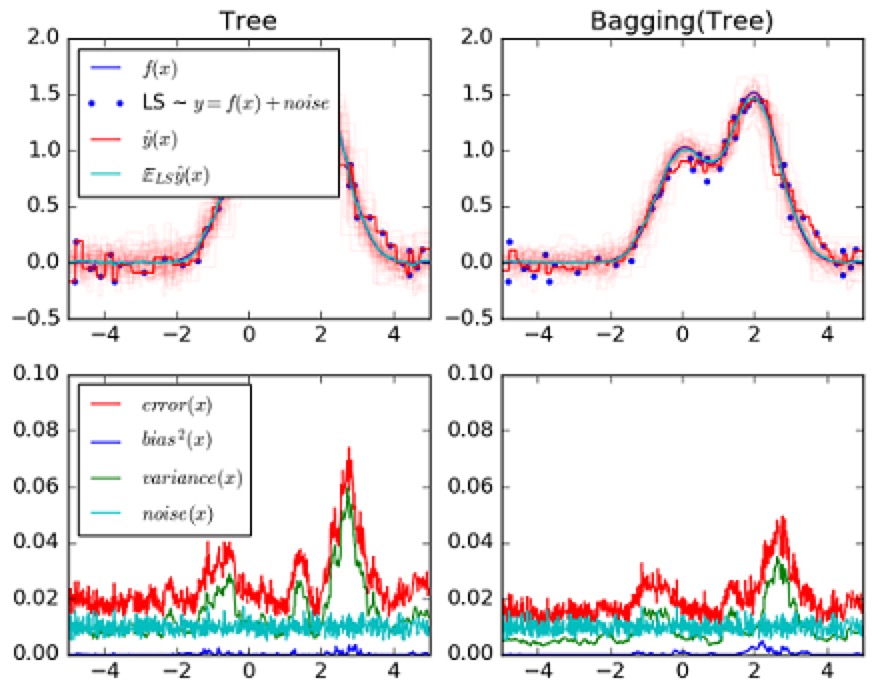 Tree
Bagging(Tree)
2.0
1.5
1.0
0.5
0.0
−0.5
f(x)
LS ~ y = f(x) + noise
ŷ(x)
𝔼_LS ŷ(x)
−4 −2 0 2 4
2.0
1.5
1.0
0.5
0.0
−0.5
−4 −2 0 2 4
0.10
0.08
0.06
0.04
0.02
0.00
error(x)
bias²(x)
variance(x)
noise(x)
−4 −2 0 2 4
0.10
0.08
0.06
0.04
0.02
0.00
−4 −2 0 2 4